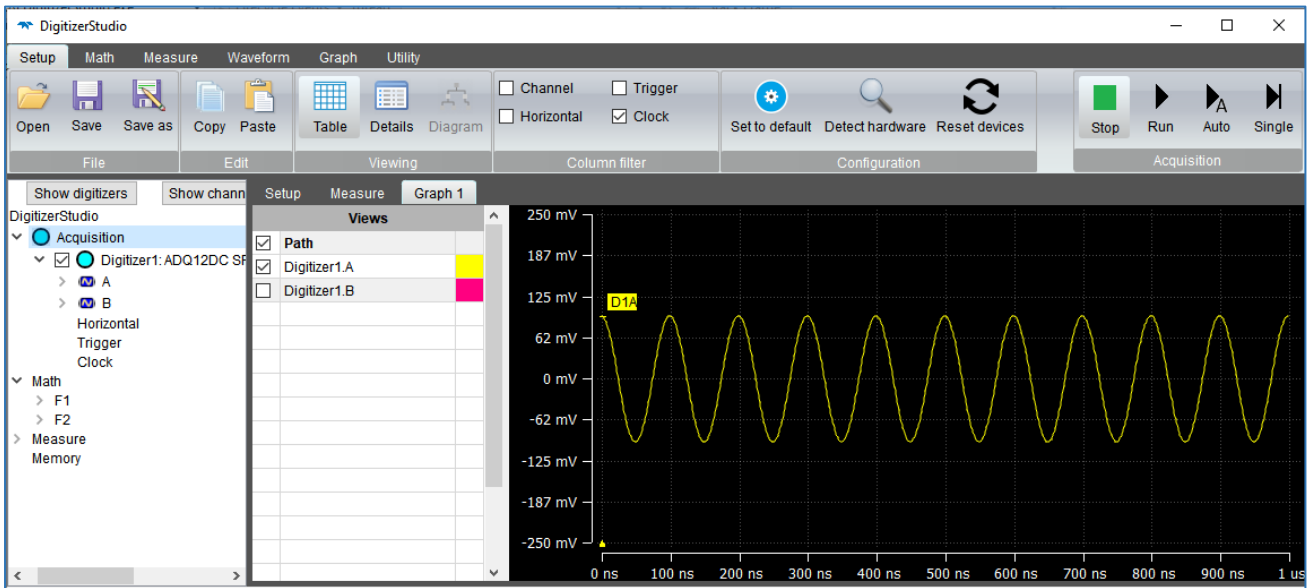 DigitizerStudio
Setup Math Measure Waveform Graph Utility
Open Save Save as Copy Paste Table Details Diagram Channel Trigger Horizontal Clock Set to default Detect hardware Reset devices Stop Run Auto Single
File Edit Viewing Column filter Configuration Acquisition
Show digitizers Show chann
DigitizerStudio
Acquisition
Digitizer1: ADQ12DC SP
A
B
Horizontal
Trigger
Clock
Math
F1
F2
Measure
Memory
Setup Measure Graph 1
Views
Path
Digitizer1.A
Digitizer1.B
250 mV
187 mV
125 mV
D1A
62 mV
0 mV
-62 mV
-125 mV
-187 mV
-250 mV
0 ns 100 ns 200 ns 300 ns 400 ns 500 ns 600 ns 700 ns 800 ns 900 ns 1 us